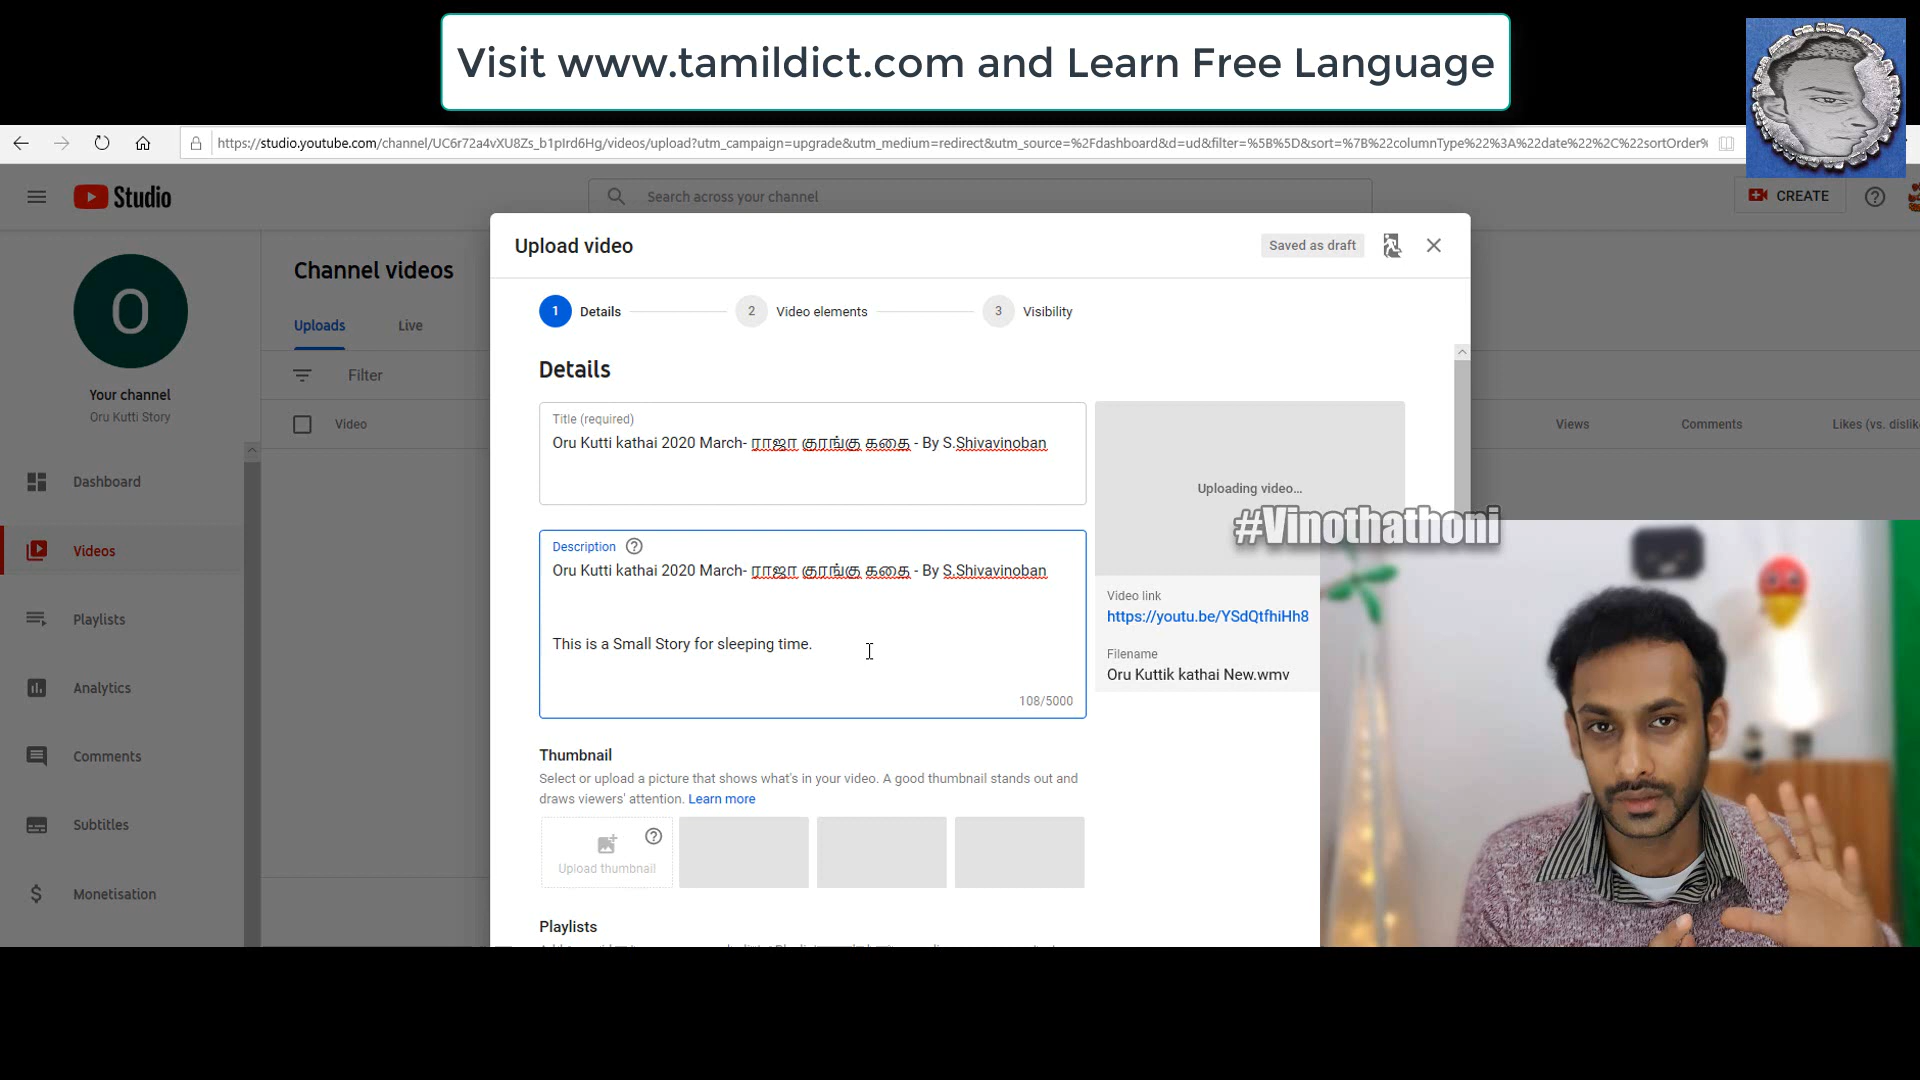 Visit www.tamildict.com and Learn Free Language
https://studio.youtube.com/channel/UC6r72a4vXU8Zs_b1pIrd6Hg/videos/upload?utm_campaign=upgrade&utm_medium=redirect&utm_source=%2Fdashboard&d=ud&filter=%5B%5D&sort=%7B%22columnType%22%3A%22date%22%2C%22sortOrder%
Studio
Search across your channel
CREATE
Upload video
Saved as draft
O
Your channel
Oru Kutti Story
Channel videos
Uploads Live
Filter
Video
Views Comments Likes (vs. dislik
Dashboard
Videos
Playlists
Analytics
Comments
Subtitles
Monetisation
1 Details 2 Video elements 3 Visibility
Details
Title (required)
Oru Kutti kathai 2020 March- ராஜா குரங்கு கதை - By S.Shivavinoban
Description
Oru Kutti kathai 2020 March- ராஜா குரங்கு கதை - By S.Shivavinoban
This is a Small Story for sleeping time.
108/5000
Uploading video...
#Vinothathoni
Video link
https://youtu.be/YSdQtfhiHh8
Filename
Oru Kuttik kathai New.wmv
Thumbnail
Select or upload a picture that shows what's in your video. A good thumbnail stands out and
draws viewers' attention. Learn more
Upload thumbnail
Playlists